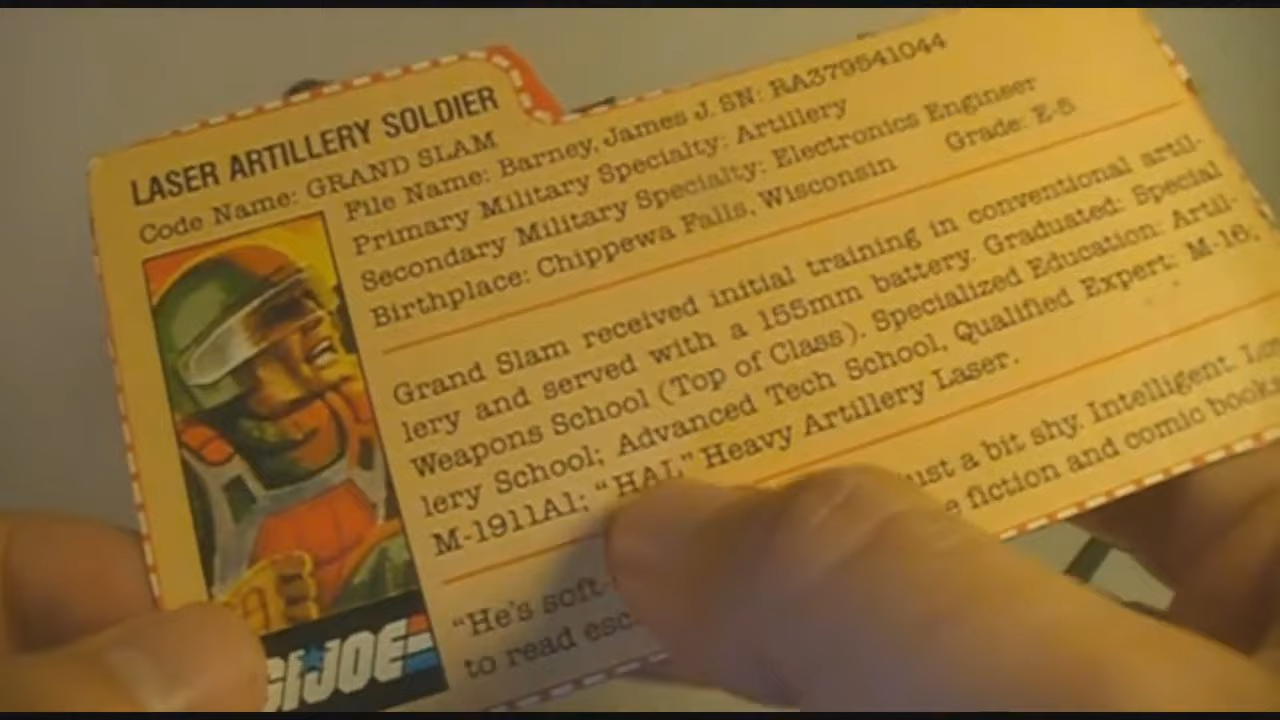 LASER ARTILLERY SOLDIER
Code Name: GRAND SLAM
File Name: Barney, James J. SN: RA379541044
Primary Military Specialty: Artillery
Secondary Military Specialty: Electronics Engineer
Birthplace: Chippewa Falls, Wisconsin Grade: E-5
Grand Slam received initial training in conventional artil-
lery and served with a 155mm battery. Graduated: Special
Weapons School (Top of Class). Specialized Education: Artil-
lery School; Advanced Tech School, Qualified Expert: M-16;
M-1911A1; "HAL" Heavy Artillery Laser.
"He's soft- just a bit shy. Intelligent.
to read esc fiction and comic books
GI JOE